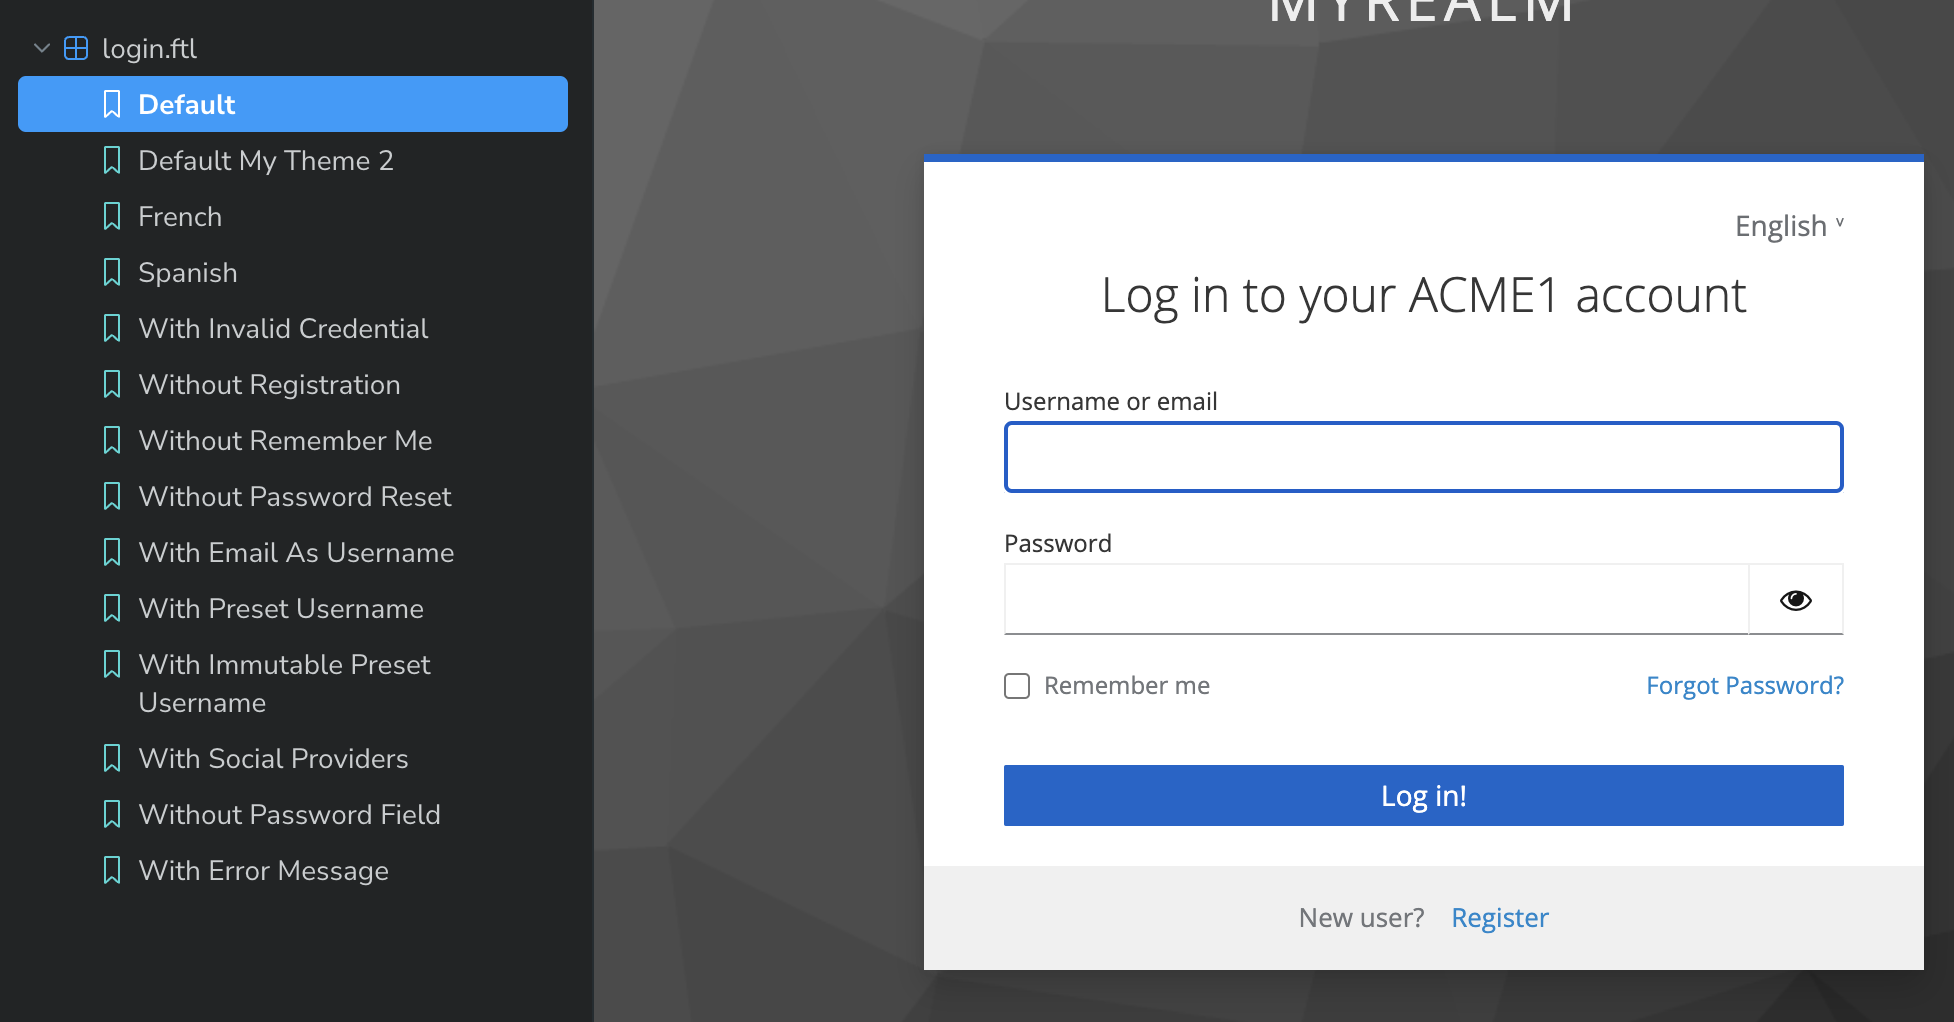 login.ftl
Default
Default My Theme 2
French
Spanish
With Invalid Credential
Without Registration
Without Remember Me
Without Password Reset
With Email As Username
With Preset Username
With Immutable Preset
Username
With Social Providers
Without Password Field
With Error Message
MYREALM
English
Log in to your ACME1 account
Username or email
Password
Remember me
Forgot Password?
Log in!
New user? Register